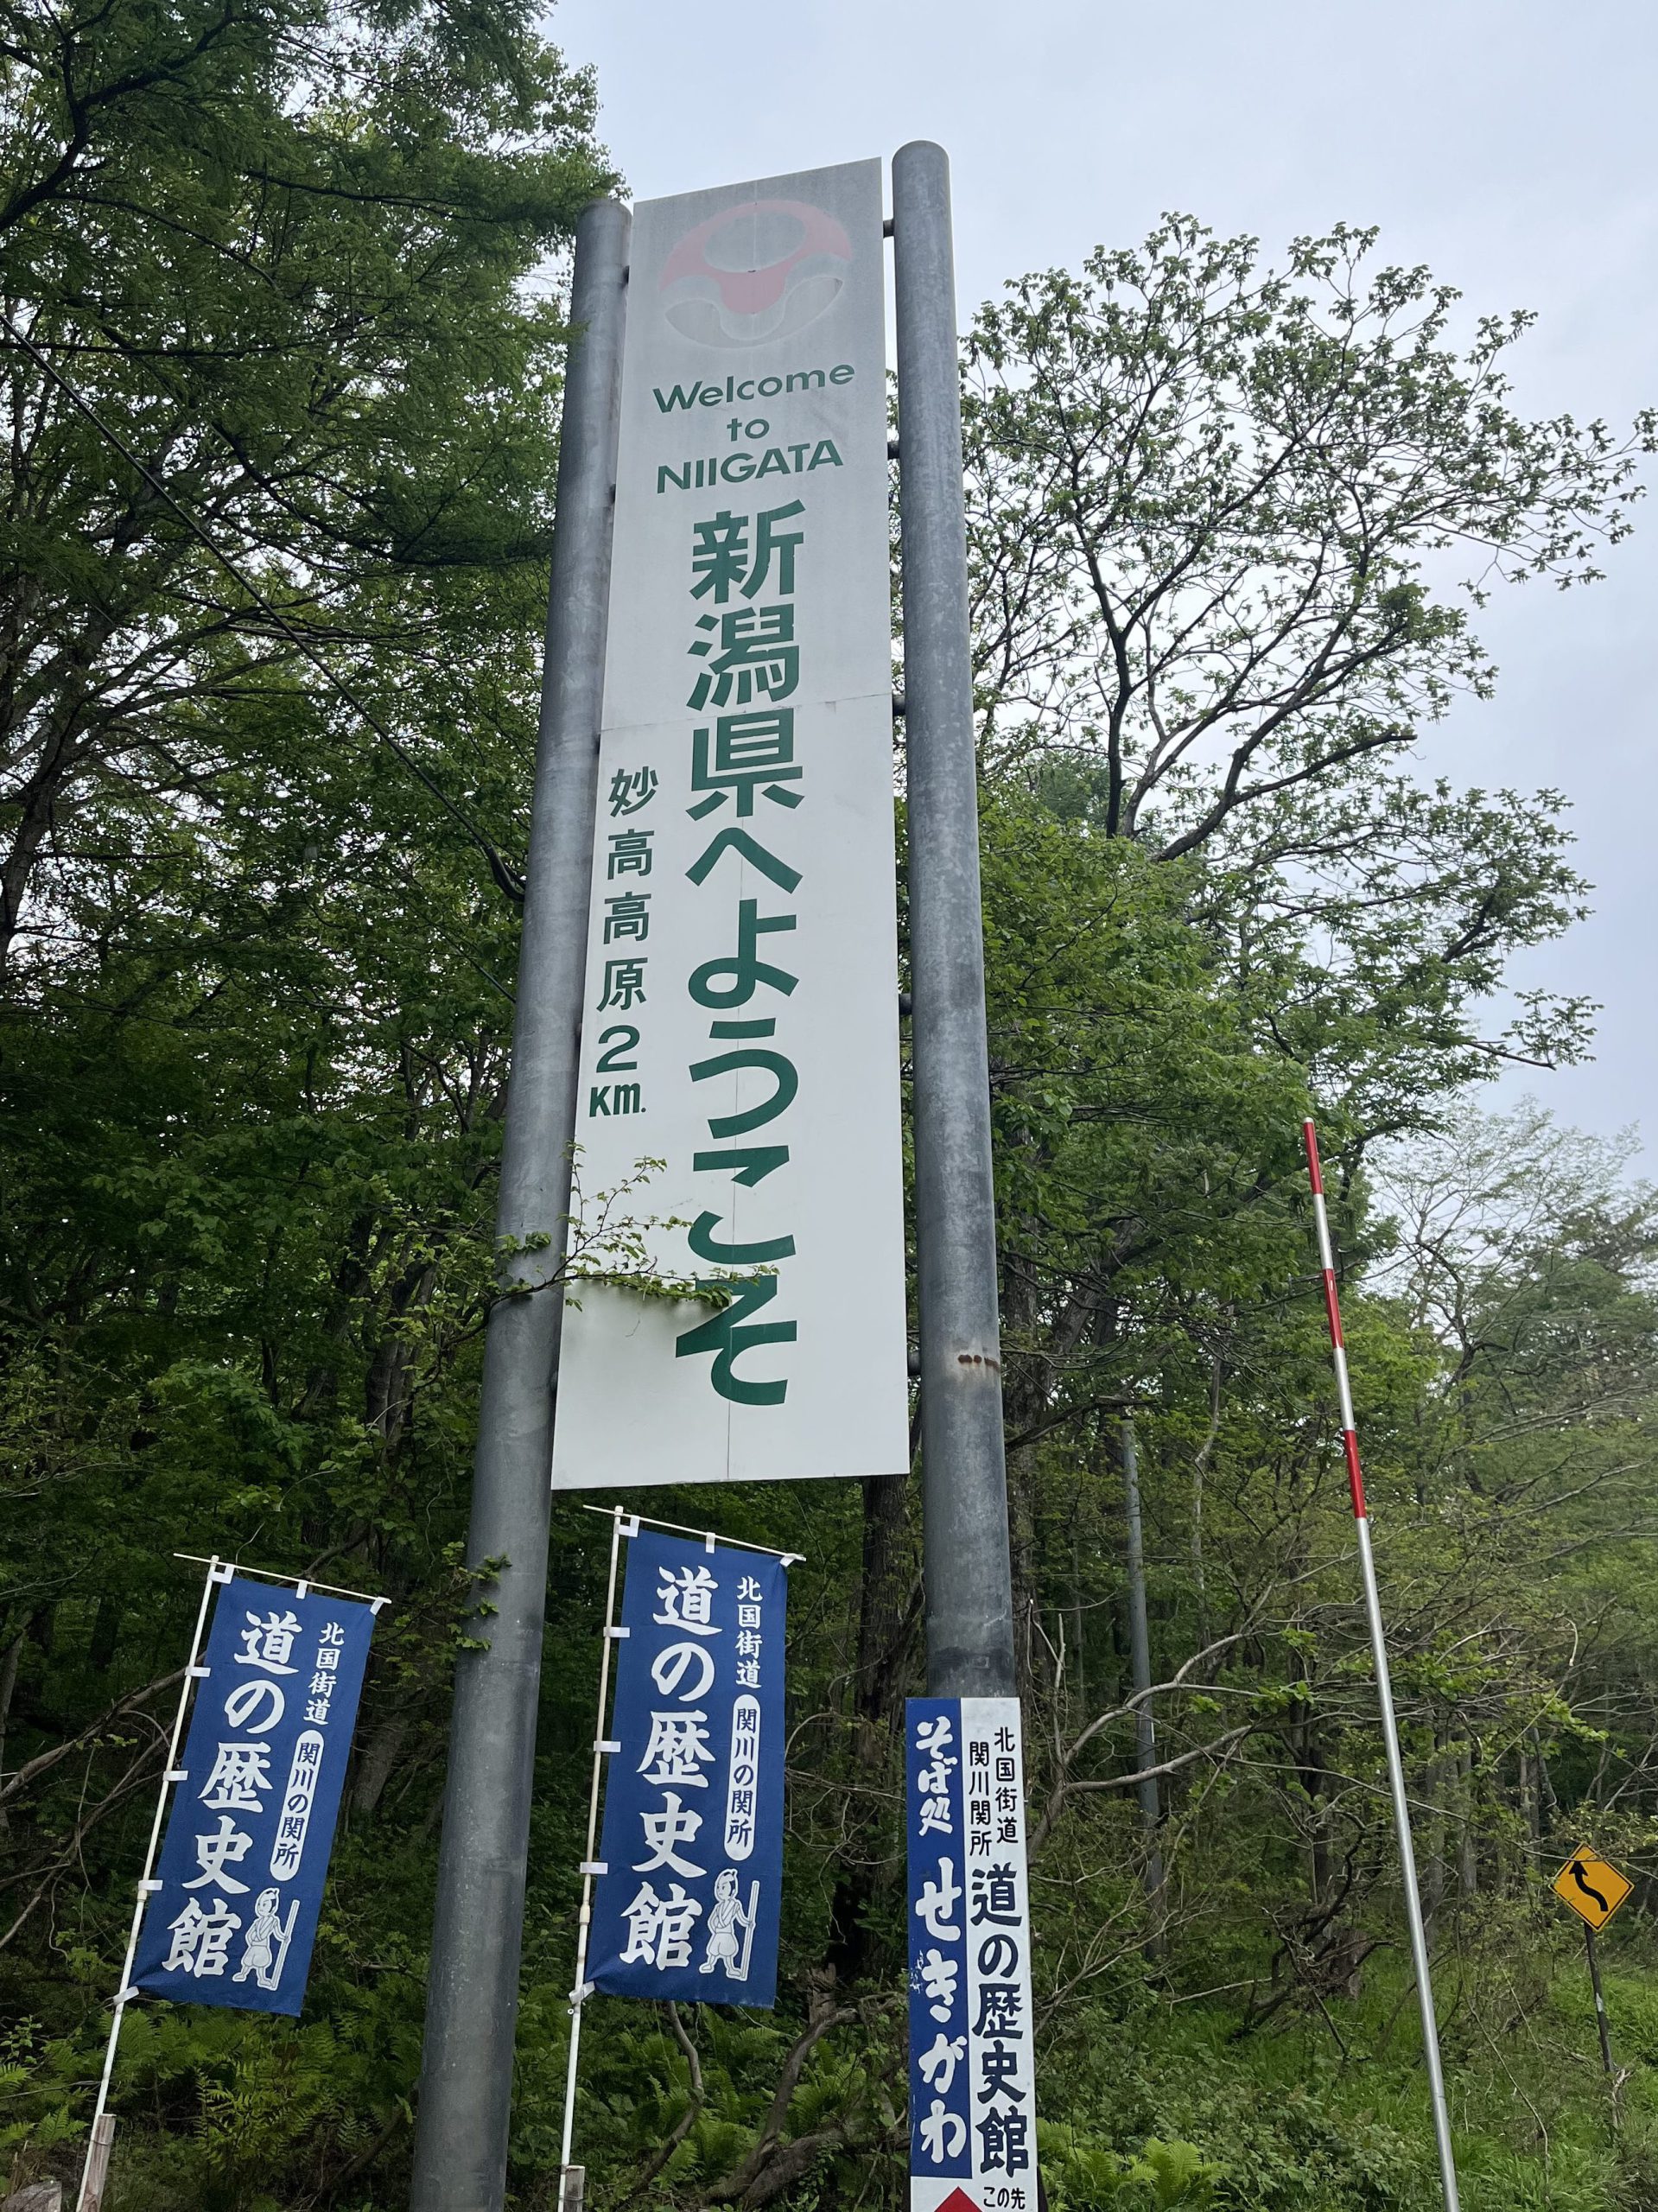 Welcome
to
NIIGATA
新潟県へようこそ
妙高高原2Km.
北国街道 関川の関所
道の歴史館
北国街道 関川の関所
道の歴史館
北国街道
関川関所
道の歴史館
この先
そば処 せきがわ